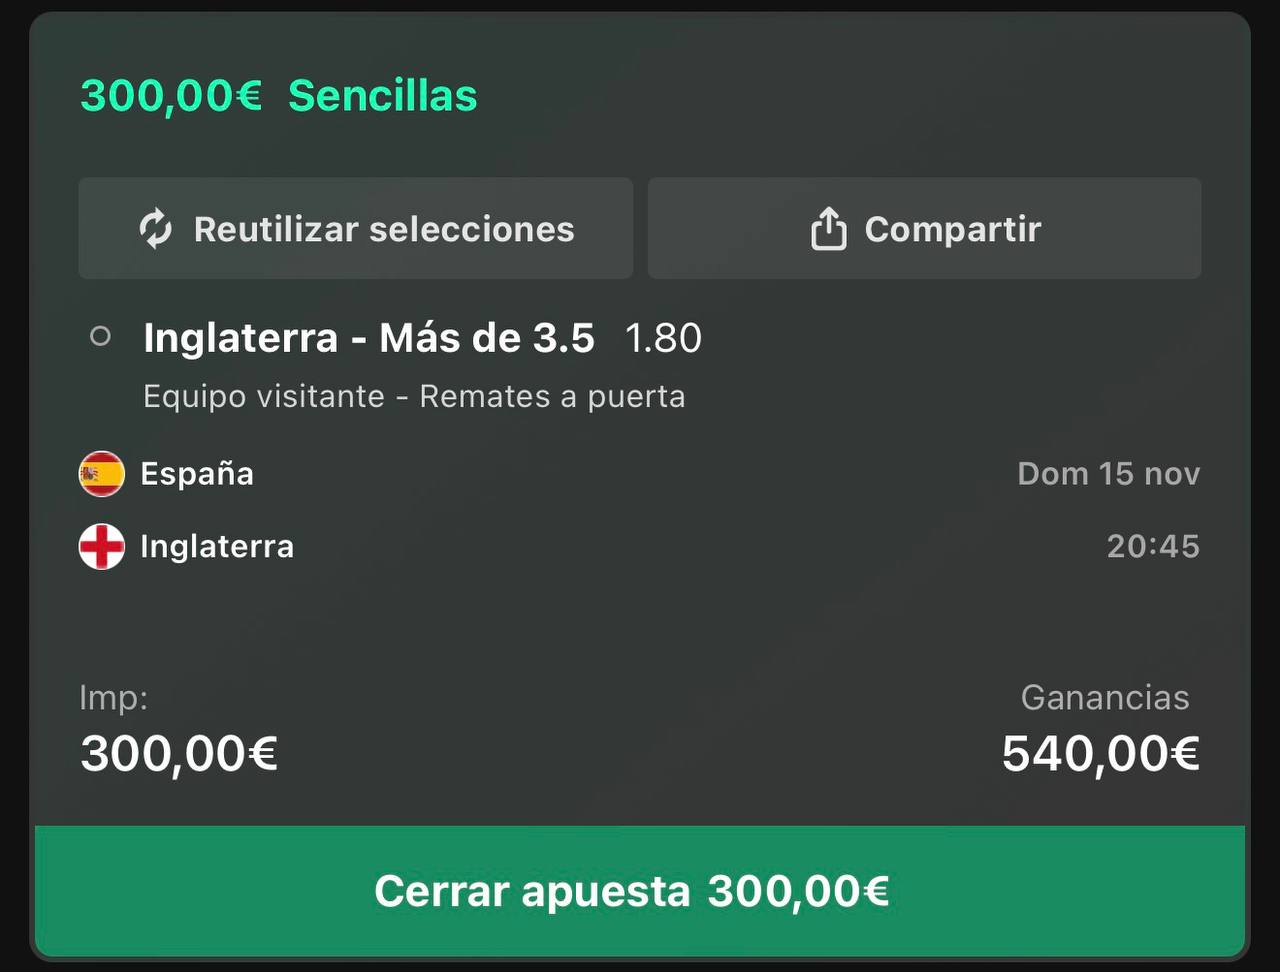 300,00€ Sencillas
Reutilizar selecciones
Compartir
Inglaterra - Más de 3.5 1.80
Equipo visitante - Remates a puerta
España
Dom 15 nov
Inglaterra
20:45
Imp:
Ganancias
300,00€
540,00€
Cerrar apuesta 300,00€